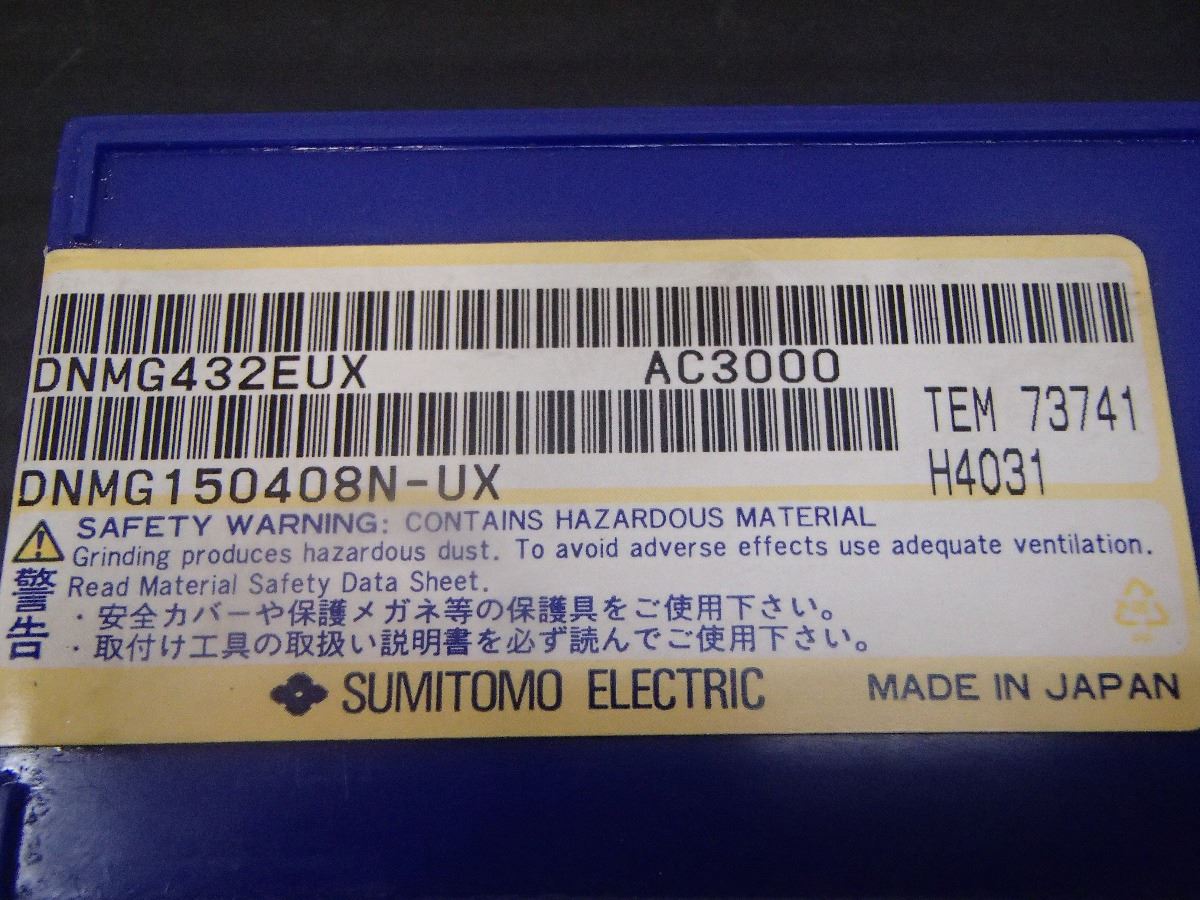 DNMG432EUX AC3000
TEM 73741
DNMG150408N-UX H4031
SAFETY WARNING: CONTAINS HAZARDOUS MATERIAL
Grinding produces hazardous dust. To avoid adverse effects use adequate ventilation.
Read Material Safety Data Sheet.
警告
・安全カバーや保護メガネ等の保護具をご使用下さい。
・取付け工具の取扱い説明書を必ず読んでご使用下さい。
SUMITOMO ELECTRIC MADE IN JAPAN